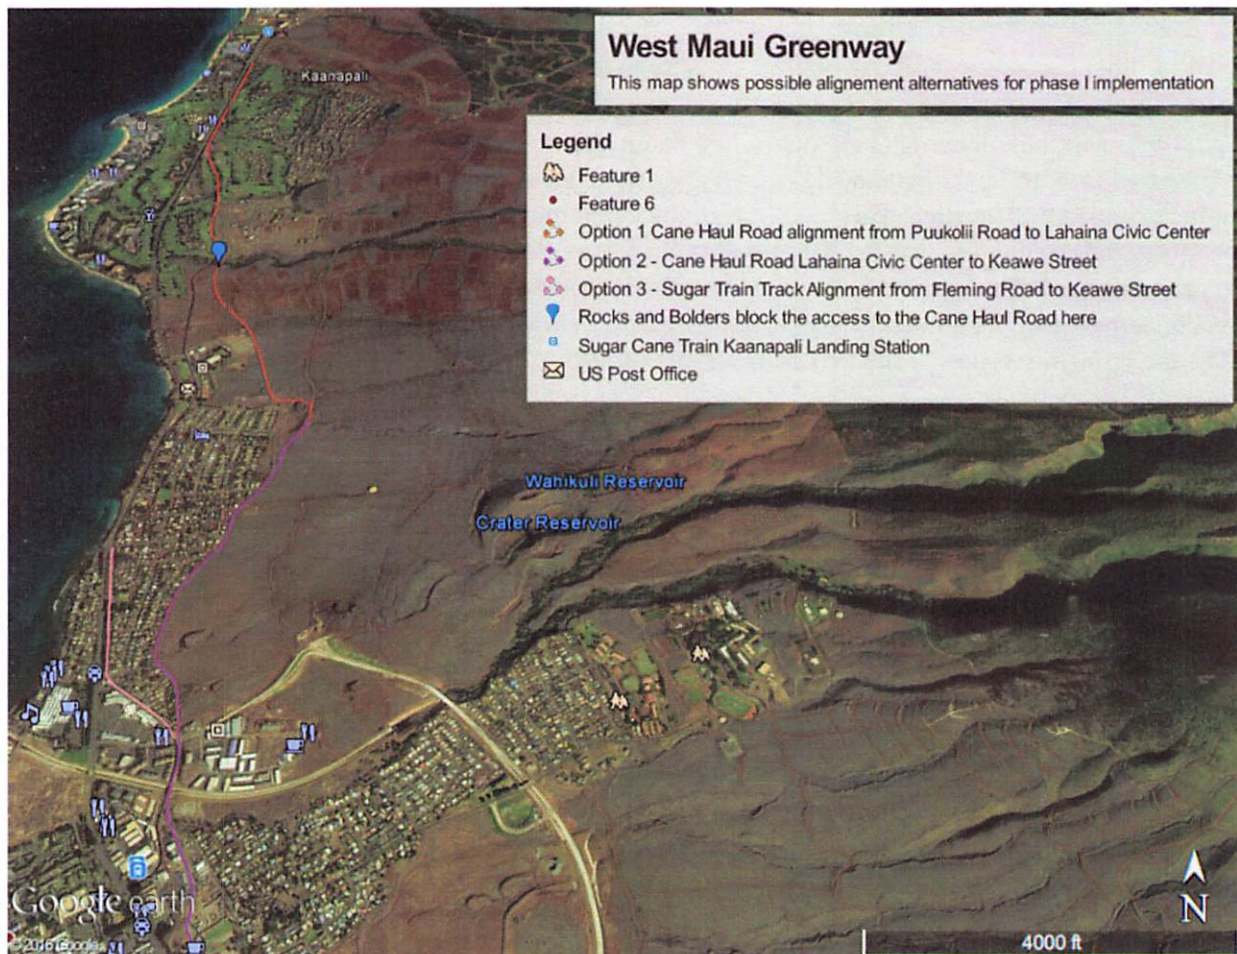 West Maui Greenway
This map shows possible alignement alternatives for phase I implementation
Kaanapali
Legend
Feature 1
Feature 6
Option 1 Cane Haul Road alignment from Puukolii Road to Lahaina Civic Center
Option 2 - Cane Haul Road Lahaina Civic Center to Keawe Street
Option 3 - Sugar Train Track Alignment from Fleming Road to Keawe Street
Rocks and Bolders block the access to the Cane Haul Road here
Sugar Cane Train Kaanapali Landing Station
US Post Office
Wahikuli Reservoir
Crater Reservoir
Google earth
N
4000 ft